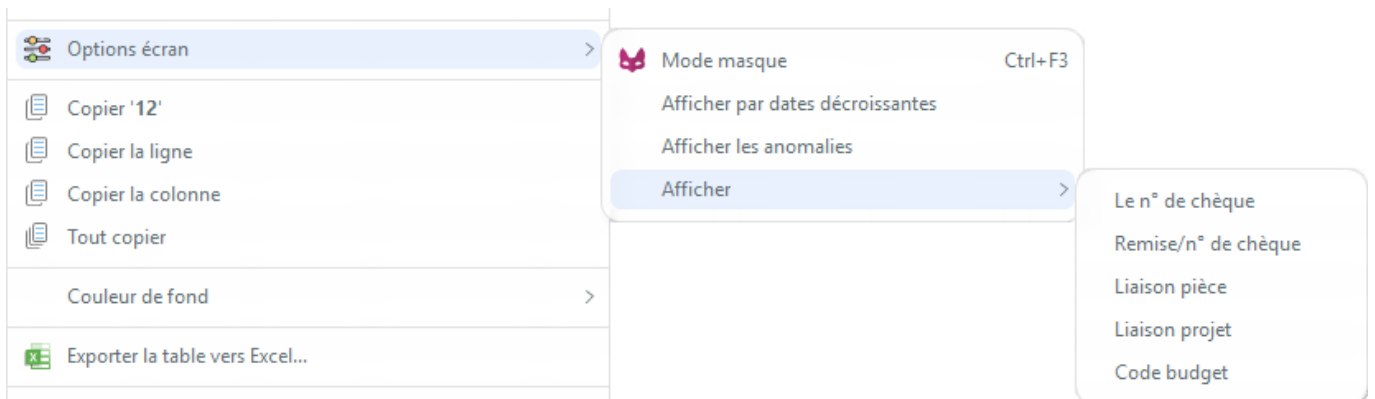 Options écran
Copier '12'
Copier la ligne
Copier la colonne
Tout copier
Couleur de fond
Exporter la table vers Excel...
Mode masque Ctrl+F3
Afficher par dates décroissantes
Afficher les anomalies
Afficher
Le n° de chèque
Remise/n° de chèque
Liaison pièce
Liaison projet
Code budget